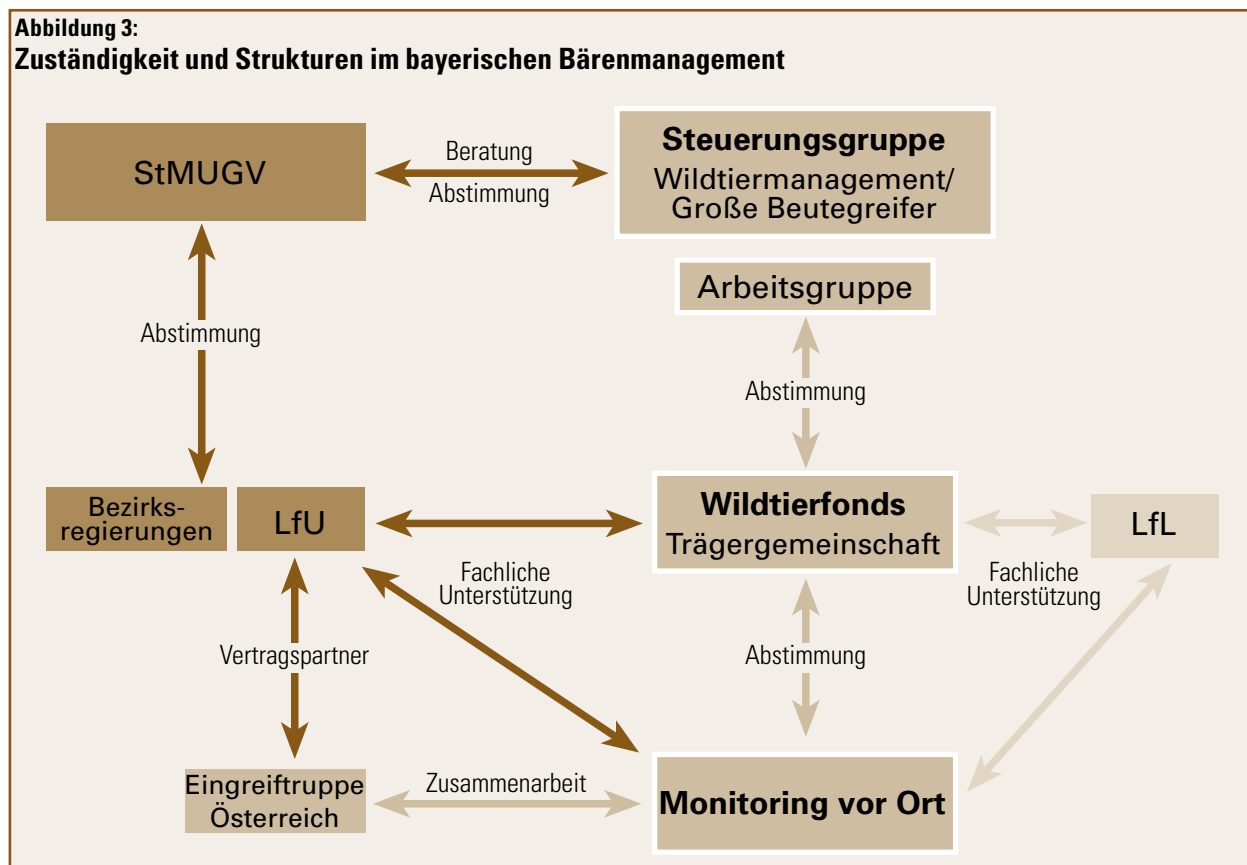 Abbildung 3:
Zuständigkeit und Strukturen im bayerischen Bärenmanagement
StMUGV
Beratung
Abstimmung
Steuerungsgruppe
Wildtiermanagement/
Große Beutegreifer
Arbeitsgruppe
Abstimmung
Abstimmung
Bezirks-
regierungen
LfU
Wildtierfonds
Trägergemeinschaft
LfL
Fachliche
Unterstützung
Fachliche
Unterstützung
Vertragspartner
Abstimmung
Eingreiftruppe
Österreich
Zusammenarbeit
Monitoring vor Ort